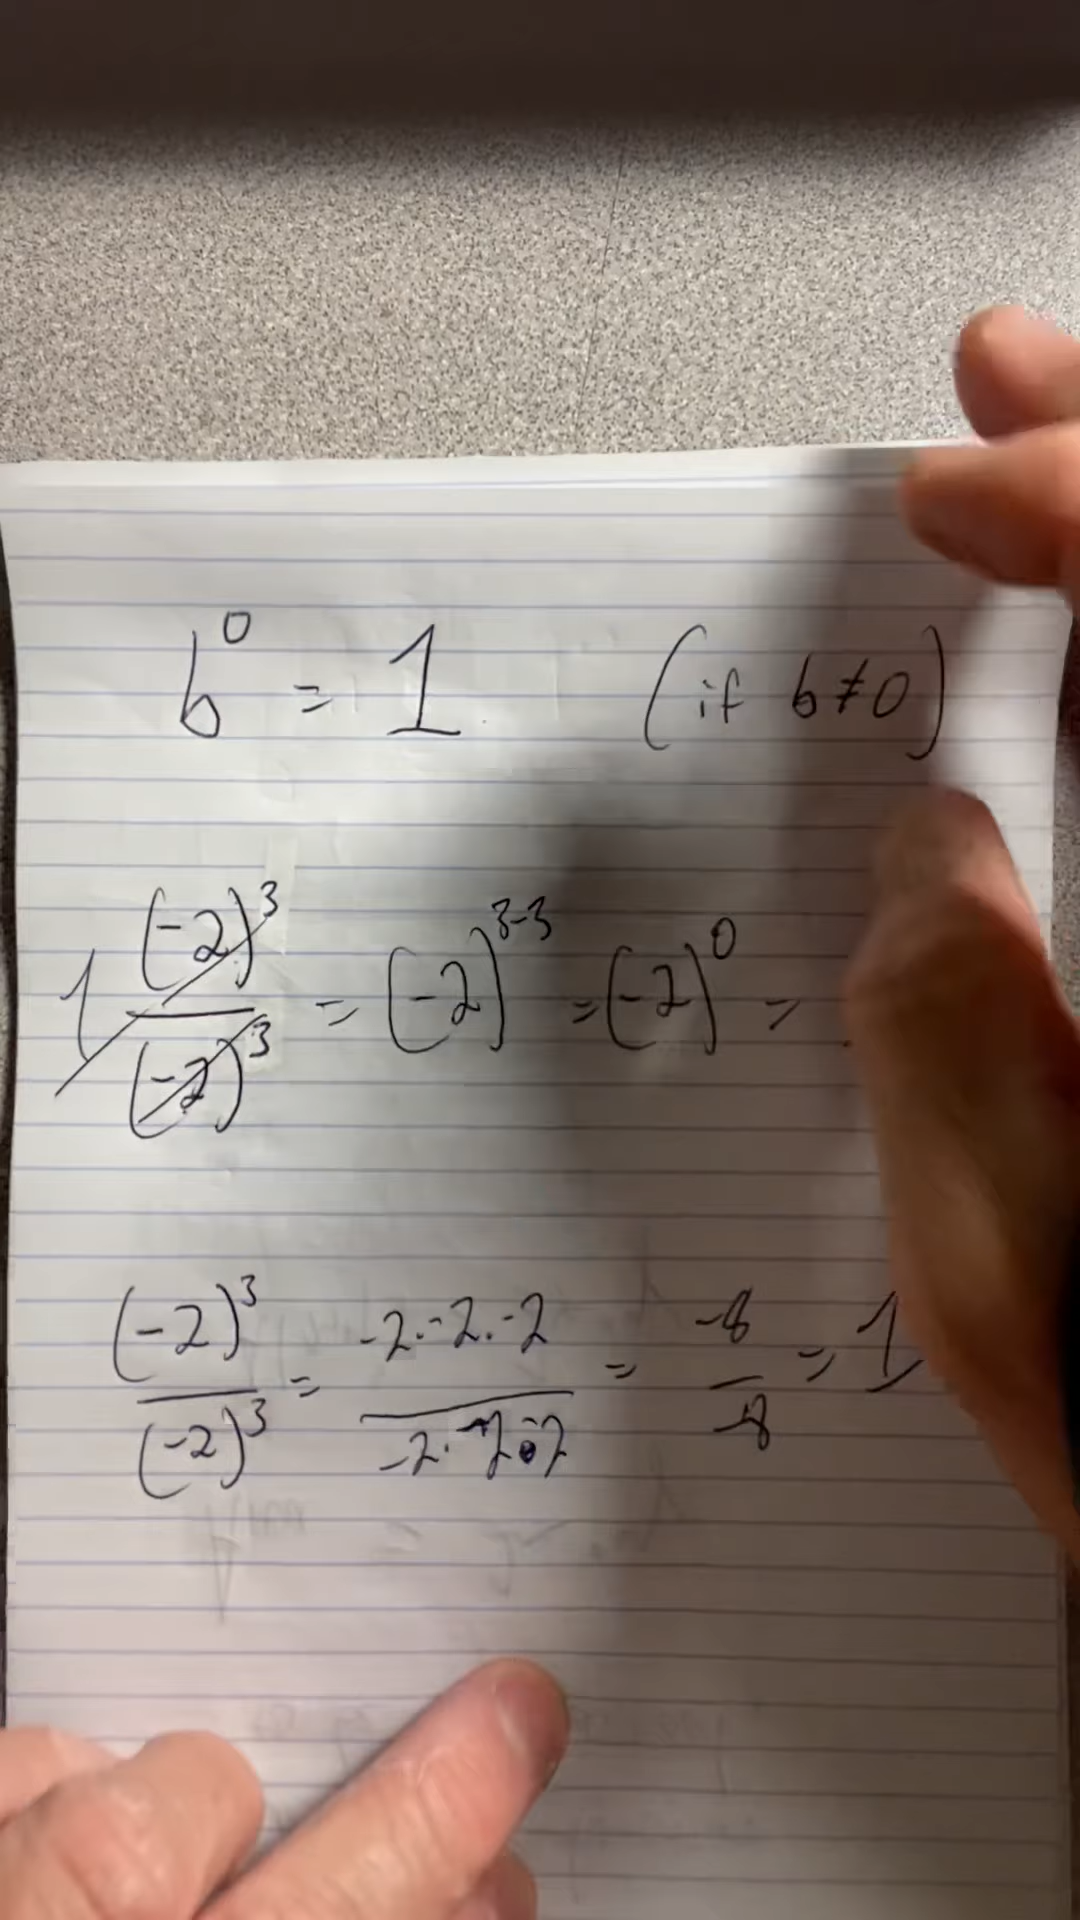 b⁰ = 1 (if b ≠ 0)
1 (-2)³/(-2)³ = (-2)³⁻³ = (-2)⁰ =
(-2)³/(-2)³ = -2·-2·-2/-2·-2·-2 = -8/-8 = 1